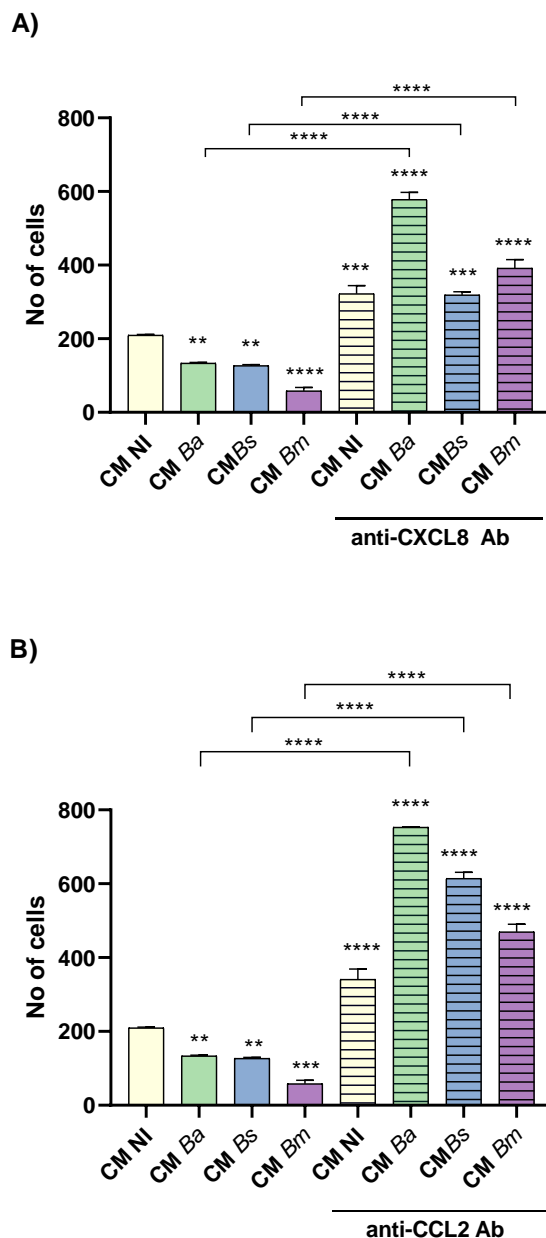 A)
****
****
****
800
600
400
200
0
No of cells
**
**
****
***
****
***
****
CM NI
CM Ba
CMBs
CM Bm
CM NI
CM Ba
CMBs
CM Bm
anti-CXCL8 Ab
B)
****
****
****
800
600
400
200
0
No of cells
**
**
***
****
****
****
****
CM NI
CM Ba
CM Bs
CM Bm
CM NI
CM Ba
CMBs
CM Bm
anti-CCL2 Ab